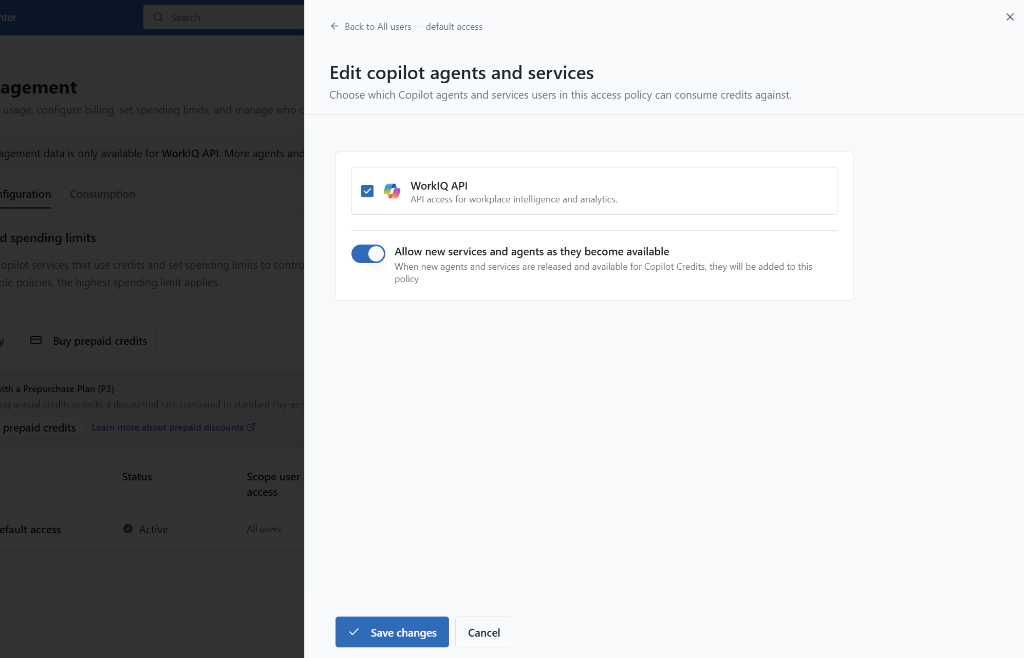 Search
Back to All users
default access
Edit copilot agents and services
Choose which Copilot agents and services users in this access policy can consume credits against.
agement
usage, configure billing, set spending limits, and manage who c
agement data is only available for WorkIQ API. More agents and
figuration
Consumption
WorkIQ API
API access for workplace intelligence and analytics.
d spending limits
opilot services that use credits and set spending limits to contro
ple policies, the highest spending limit applies.
Allow new services and agents as they become available
When new agents and services are released and available for Copilot Credits, they will be added to this
policy
y
Buy prepaid credits
with a Prepurchase Plan (P3)
prepaid credits
Learn more about prepaid discounts
Status
Scope user
access
efault access
Active
All users
Save changes
Cancel